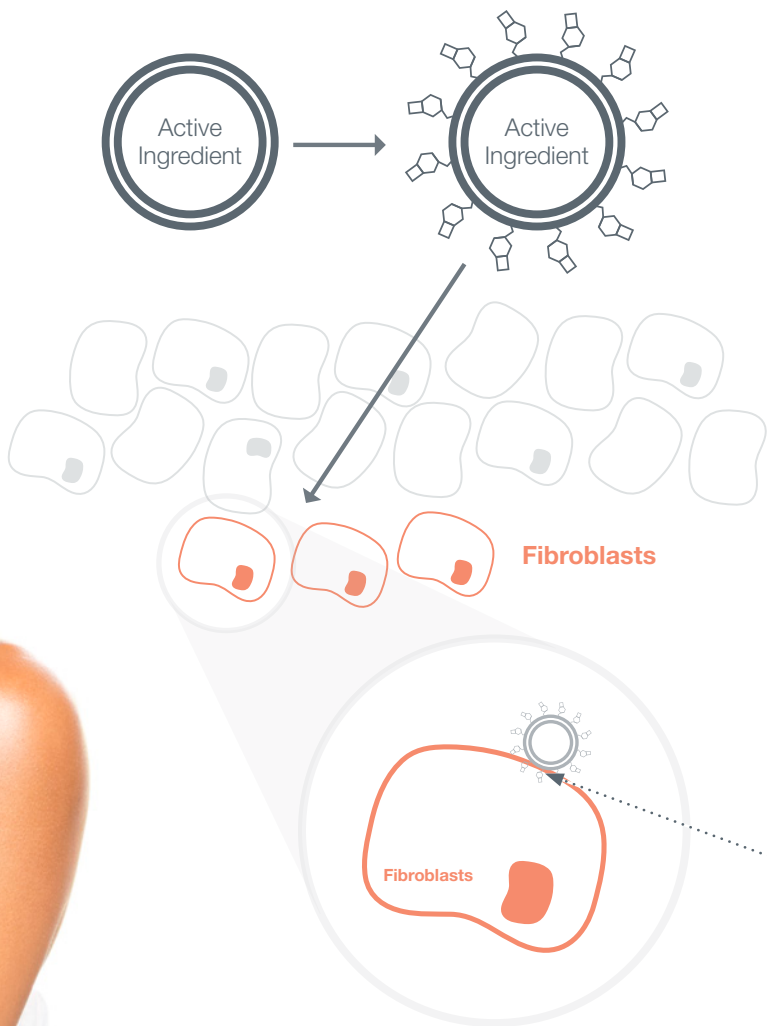 Active
Ingredient
Active
Ingredient
Fibroblasts
Fibroblasts